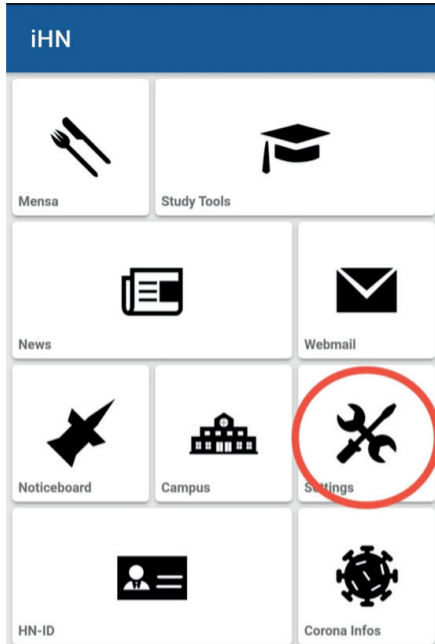 iHN
Mensa
Study Tools
News
Webmail
Noticeboard
Campus
Settings
HN-ID
Corona Infos